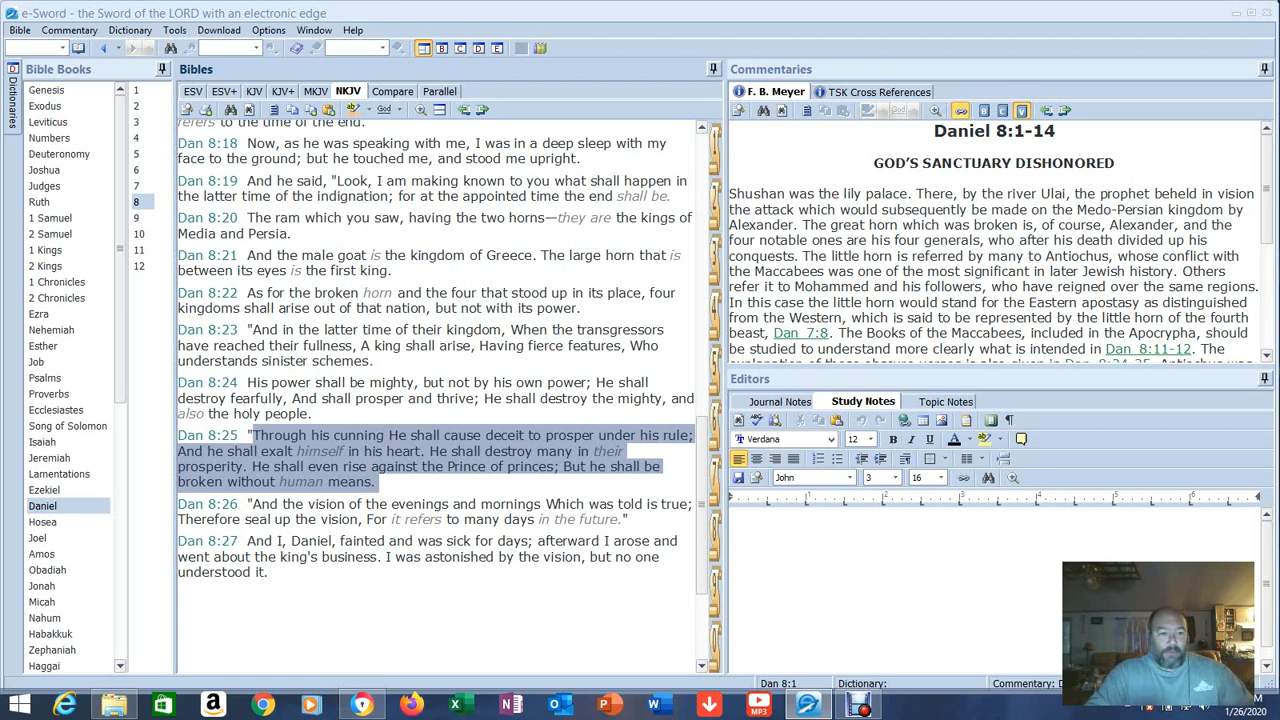 e-Sword - the Sword of the LORD with an electronic edge
Bible Commentary Dictionary Tools Download Options Window Help
B C D E
Dictionaries
Bible Books
Genesis
Exodus
Leviticus
Numbers
Deuteronomy
Joshua
Judges
Ruth
1 Samuel
2 Samuel
1 Kings
2 Kings
1 Chronicles
2 Chronicles
Ezra
Nehemiah
Esther
Job
Psalms
Proverbs
Ecclesiastes
Song of Solomon
Isaiah
Jeremiah
Lamentations
Ezekiel
Daniel
Hosea
Joel
Amos
Obadiah
Jonah
Micah
Nahum
Habakkuk
Zephaniah
Haggai
1
2
3
4
5
6
7
8
9
10
11
12
Bibles
ESV ESV+ KJV KJV+ MKJV NKJV Compare Parallel
God
refers to the time of the end.
Dan 8:18 Now, as he was speaking with me, I was in a deep sleep with my
face to the ground; but he touched me, and stood me upright.
Dan 8:19 And he said, "Look, I am making known to you what shall happen in
the latter time of the indignation; for at the appointed time the end shall be.
Dan 8:20 The ram which you saw, having the two horns—they are the kings of
Media and Persia.
Dan 8:21 And the male goat is the kingdom of Greece. The large horn that is
between its eyes is the first king.
Dan 8:22 As for the broken horn and the four that stood up in its place, four
kingdoms shall arise out of that nation, but not with its power.
Dan 8:23 "And in the latter time of their kingdom, When the transgressors
have reached their fullness, A king shall arise, Having fierce features, Who
understands sinister schemes.
Dan 8:24 His power shall be mighty, but not by his own power; He shall
destroy fearfully, And shall prosper and thrive; He shall destroy the mighty, and
also the holy people.
Dan 8:25 "Through his cunning He shall cause deceit to prosper under his rule;
And he shall exalt himself in his heart. He shall destroy many in their
prosperity. He shall even rise against the Prince of princes; But he shall be
broken without human means.
Dan 8:26 "And the vision of the evenings and mornings Which was told is true;
Therefore seal up the vision, For it refers to many days in the future."
Dan 8:27 And I, Daniel, fainted and was sick for days; afterward I arose and
went about the king's business. I was astonished by the vision, but no one
understood it.
Commentaries
F. B. Meyer TSK Cross References
God
B C V
Daniel 8:1-14
GOD'S SANCTUARY DISHONORED
Shushan was the lily palace. There, by the river Ulai, the prophet beheld in vision
the attack which would subsequently be made on the Medo-Persian kingdom by
Alexander. The great horn which was broken is, of course, Alexander, and the
four notable ones are his four generals, who after his death divided up his
conquests. The little horn is referred by many to Antiochus, whose conflict with
the Maccabees was one of the most significant in later Jewish history. Others
refer it to Mohammed and his followers, who have reigned over the same regions.
In this case the little horn would stand for the Eastern apostasy as distinguished
from the Western, which is said to be represented by the little horn of the fourth
beast, Dan_7:8. The Books of the Maccabees, included in the Apocrypha, should
be studied to understand more clearly what is intended in Dan_8:11-12. The
Editors
Journal Notes Study Notes Topic Notes
Verdana 12 B I U A
John 3 16
1 2 3 4 5 6
Dan 8:1 Dictionary: Commentary: D
MP3
M
1/26/2020